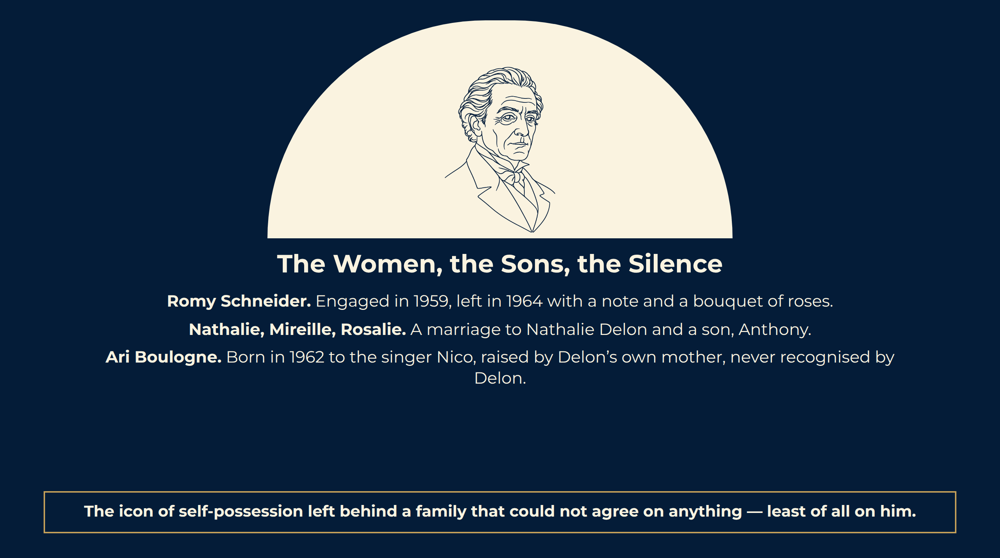 The Women, the Sons, the Silence
Romy Schneider. Engaged in 1959, left in 1964 with a note and a bouquet of roses.
Nathalie, Mireille, Rosalie. A marriage to Nathalie Delon and a son, Anthony.
Ari Boulogne. Born in 1962 to the singer Nico, raised by Delon’s own mother, never recognised by
Delon.
The icon of self-possession left behind a family that could not agree on anything — least of all on him.